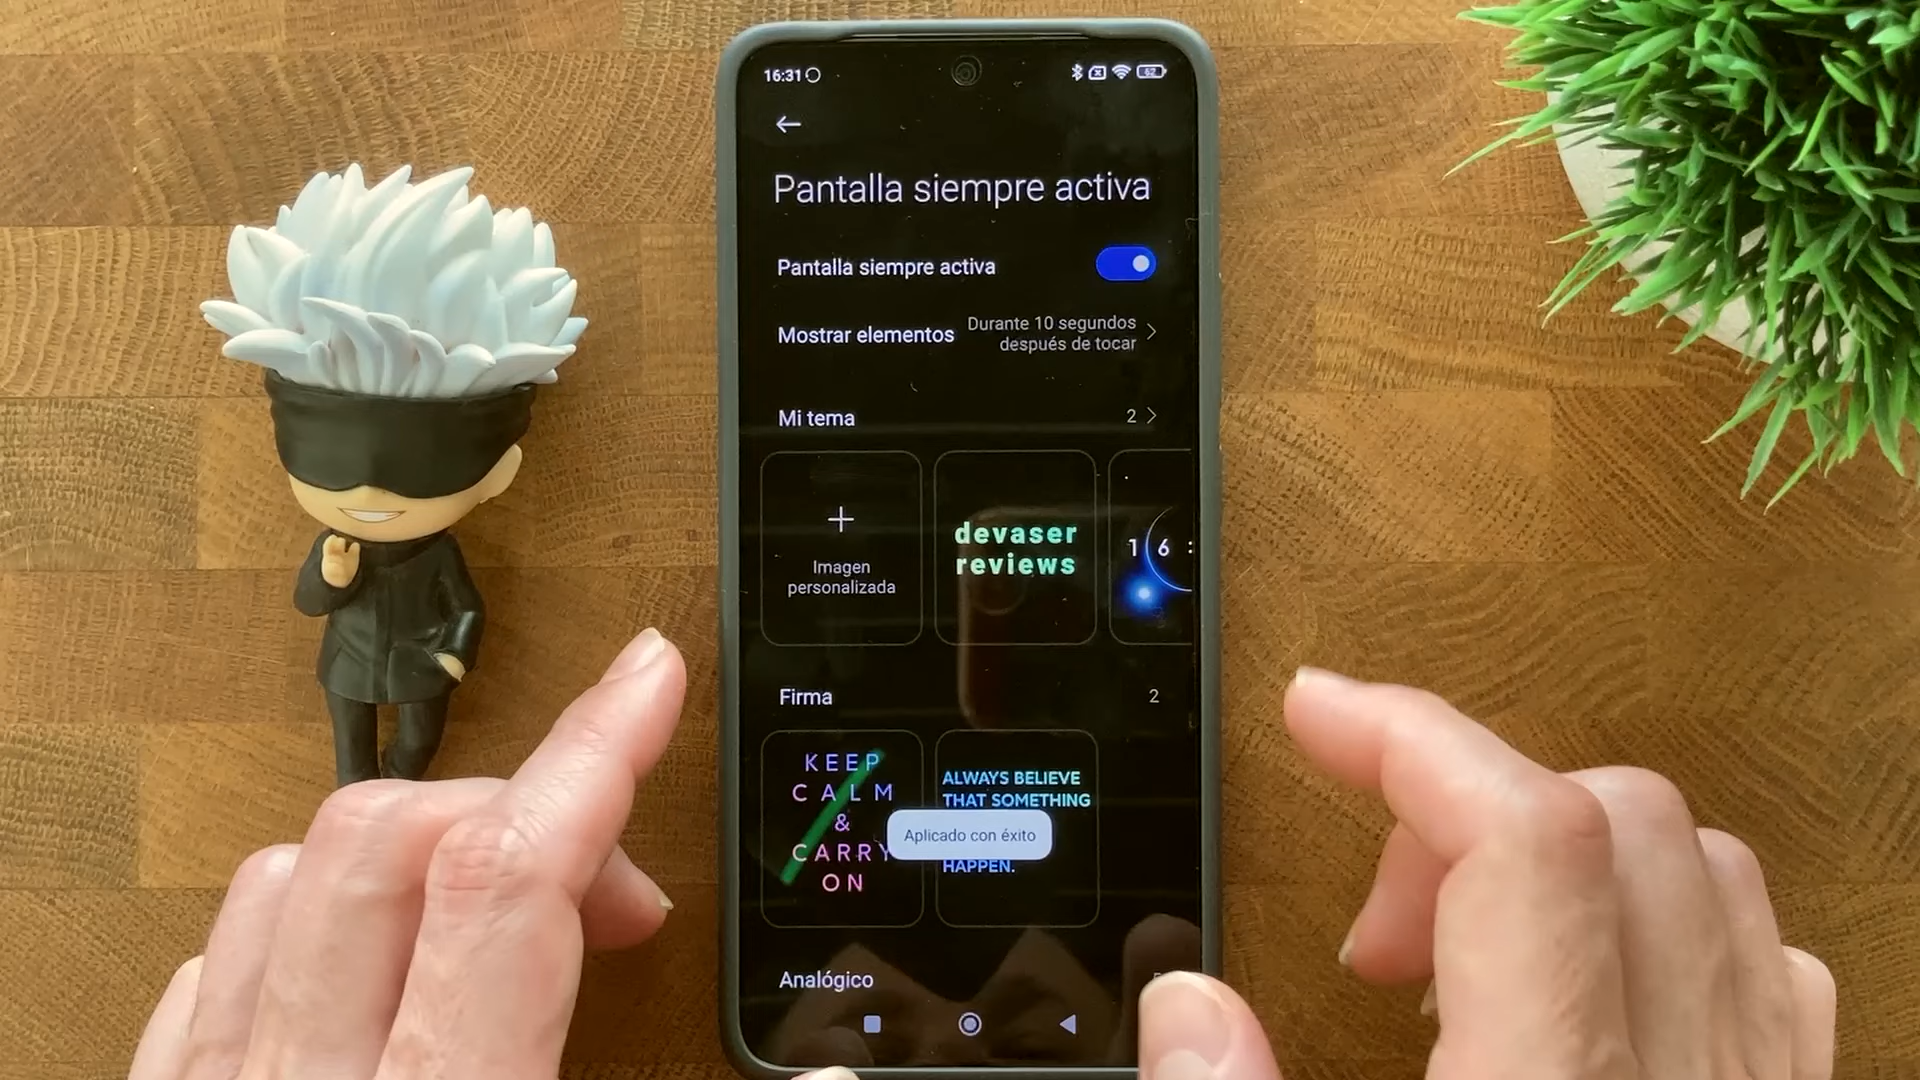 16:31
62
Pantalla siempre activa
Pantalla siempre activa
Mostrar elementos
Durante 10 segundos
después de tocar
Mi tema
2
Imagen
personalizada
devaser
reviews
16:
Firma
2
KEEP
CALM
&
CARRY
ON
ALWAYS BELIEVE
THAT SOMETHING
HAPPEN.
Aplicado con éxito
Analógico